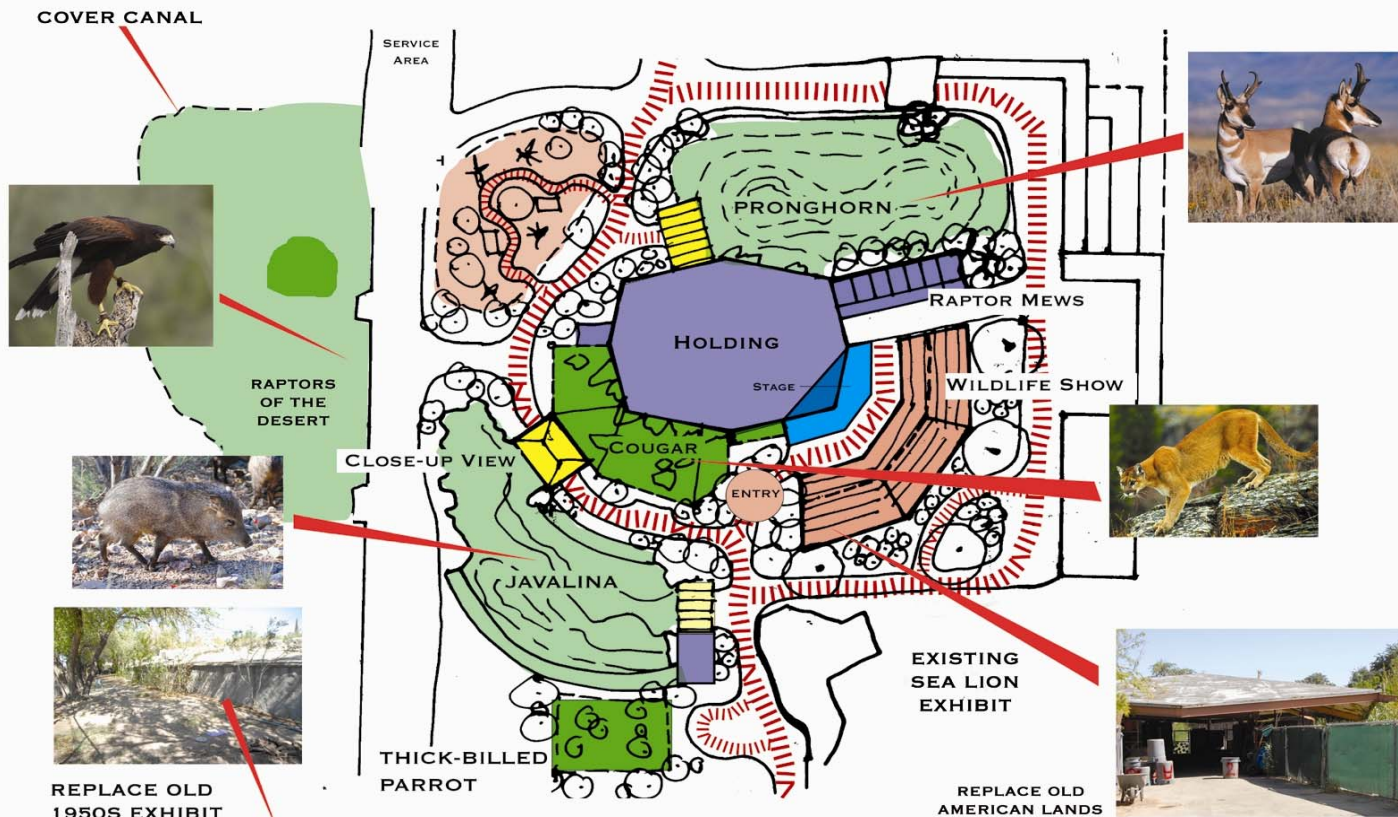 COVER CANAL
SERVICE
AREA
PRONGHORN
RAPTOR MEWS
HOLDING
STAGE
WILDLIFE SHOW
RAPTORS
OF THE
DESERT
CLOSE-UP VIEW
COUGAR
ENTRY
JAVALINA
EXISTING
SEA LION
EXHIBIT
THICK-BILLED
PARROT
REPLACE OLD
1950S EXHIBIT
REPLACE OLD
AMERICAN LANDS